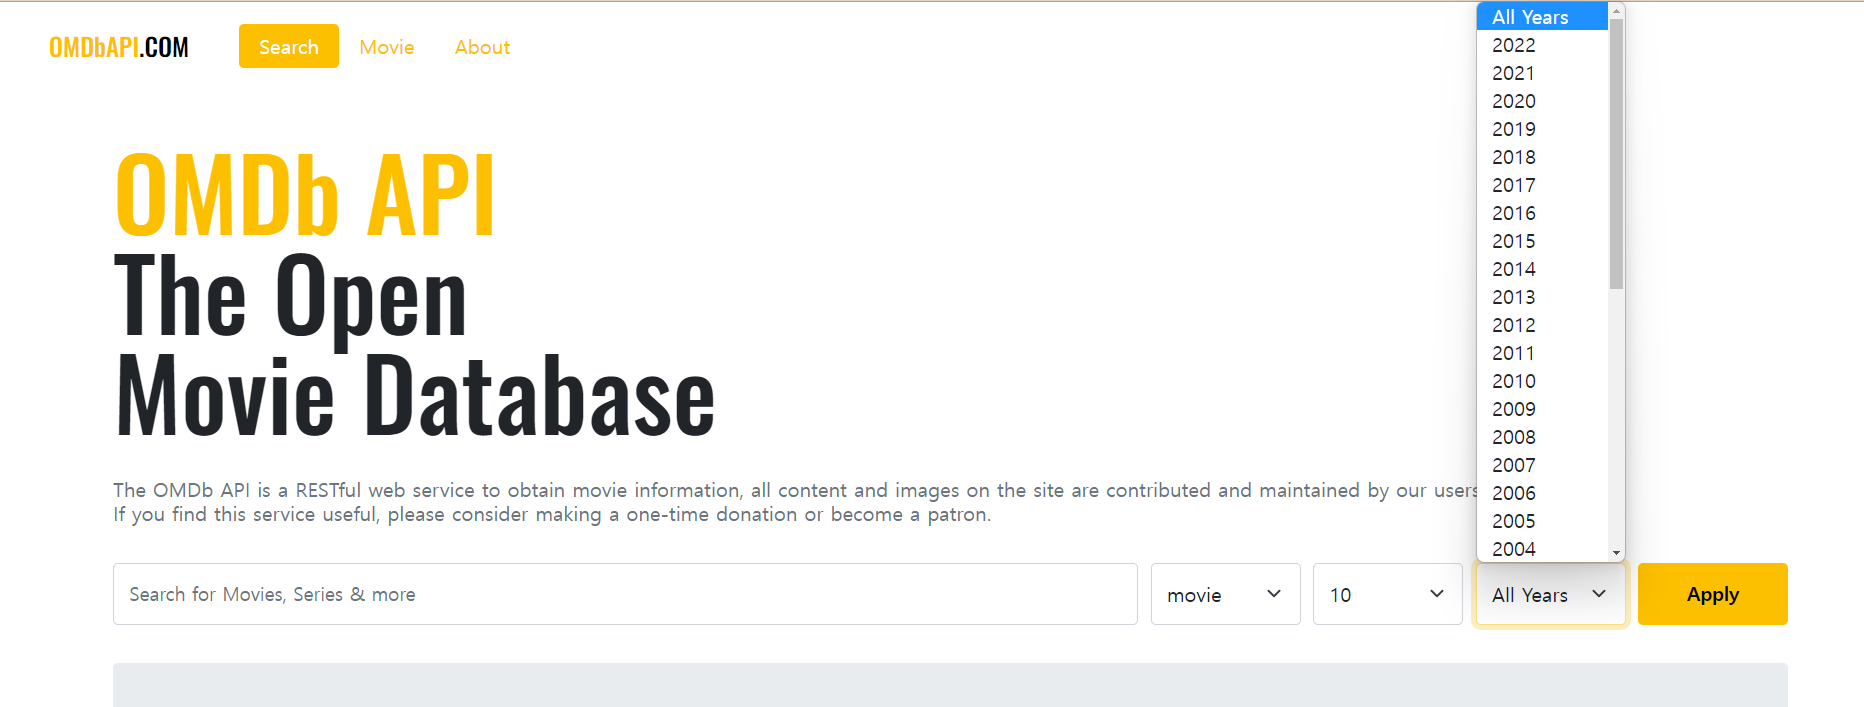 OMDbAPI.COM
Search
Movie
About
OMDb API
The Open
Movie Database
The OMDb API is a RESTful web service to obtain movie information, all content and images on the site are contributed and maintained by our users
If you find this service useful, please consider making a one-time donation or become a patron.
All Years
2022
2021
2020
2019
2018
2017
2016
2015
2014
2013
2012
2011
2010
2009
2008
2007
2006
2005
2004
Search for Movies, Series & more
movie
10
All Years
Apply